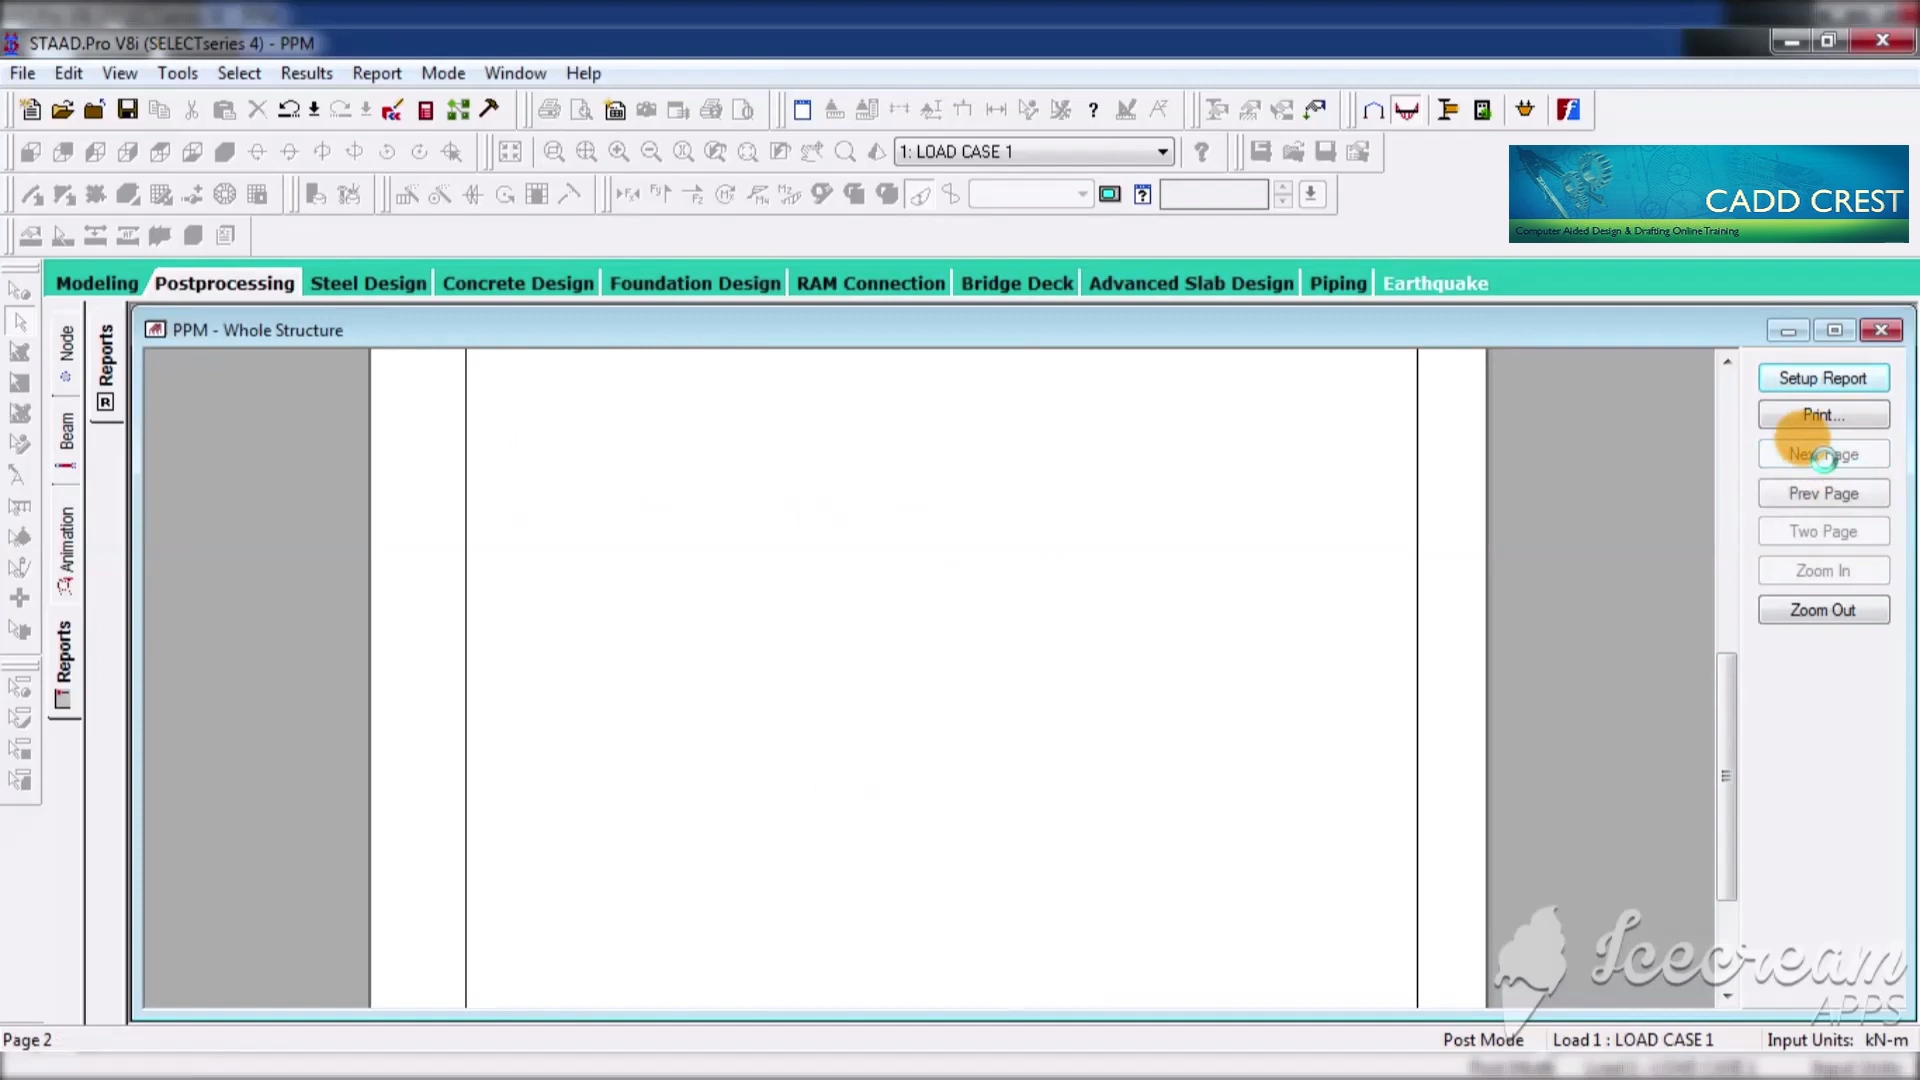 STAAD.Pro V8i (SELECTseries 4) - PPM
File Edit View Tools Select Results Report Mode Window Help
1: LOAD CASE 1
CADD CREST
Computer Aided Design & Drafting Online Training
Modeling Postprocessing Steel Design Concrete Design Foundation Design RAM Connection Bridge Deck Advanced Slab Design Piping Earthquake
PPM - Whole Structure
Node
Beam
Animation
Reports
Reports
Setup Report
Print...
Prev Page
Two Page
Zoom In
Zoom Out
Icecream
APPS
Page 2
Post Mode
Load 1 : LOAD CASE 1
Input Units: kN-m